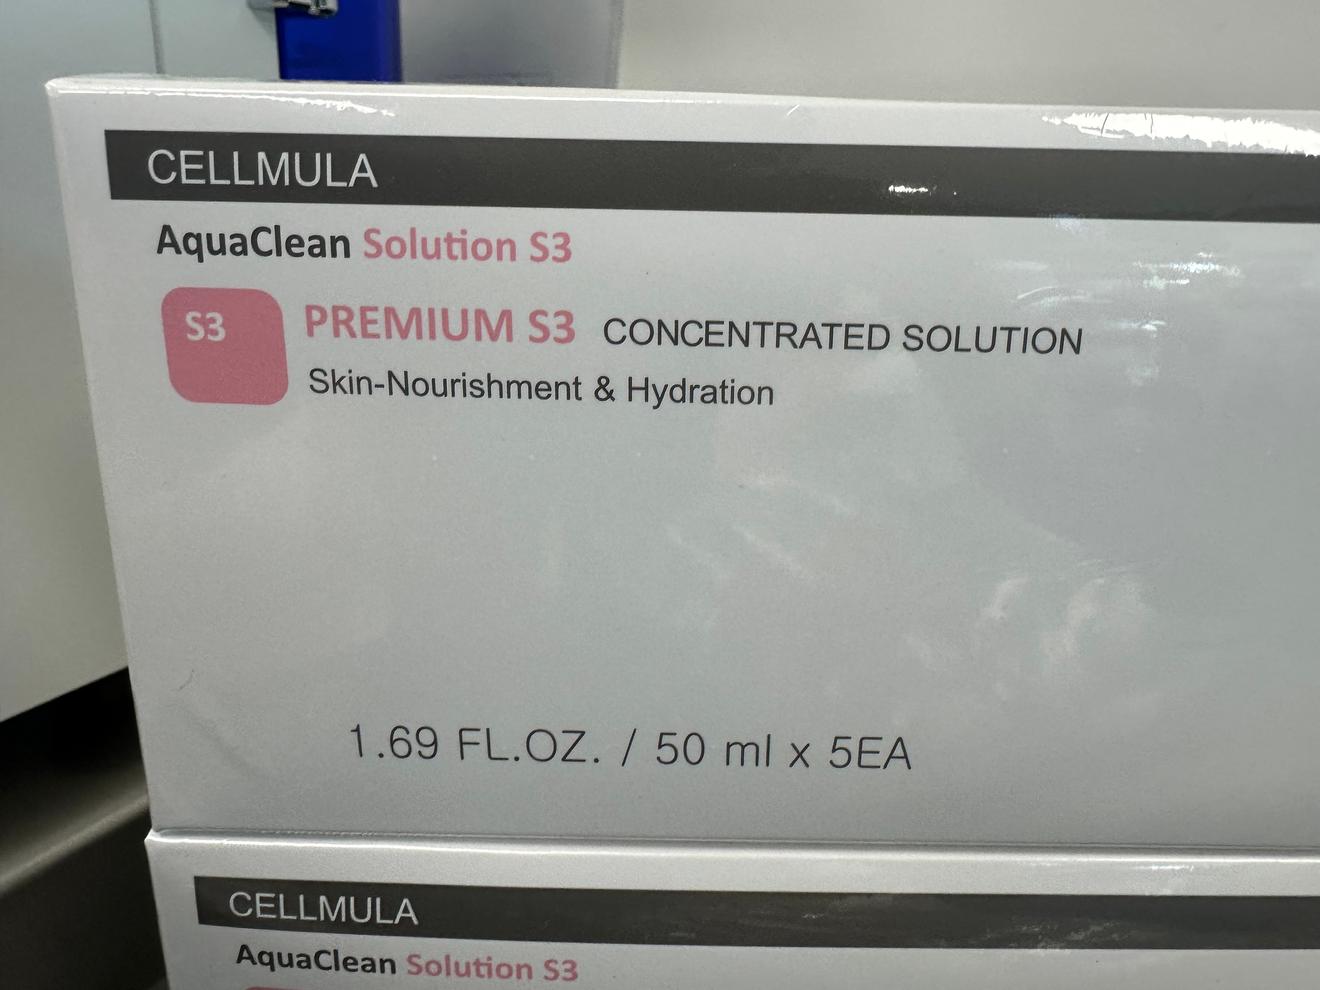 CELLMULA
AquaClean Solution S3
S3 PREMIUM S3 CONCENTRATED SOLUTION
Skin-Nourishment & Hydration
1.69 FL.OZ. / 50 ml x 5EA
CELLMULA
AquaClean Solution S3